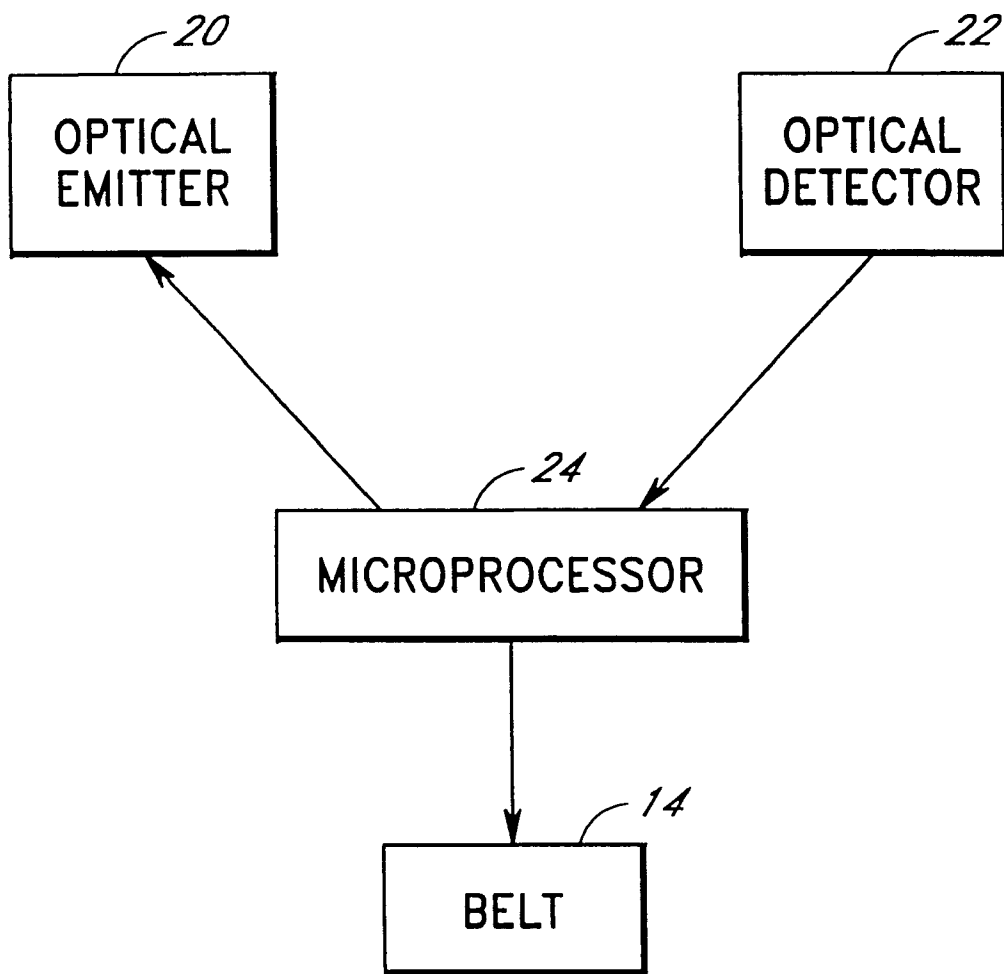 20
22
OPTICAL
EMITTER
OPTICAL
DETECTOR
24
MICROPROCESSOR
14
BELT